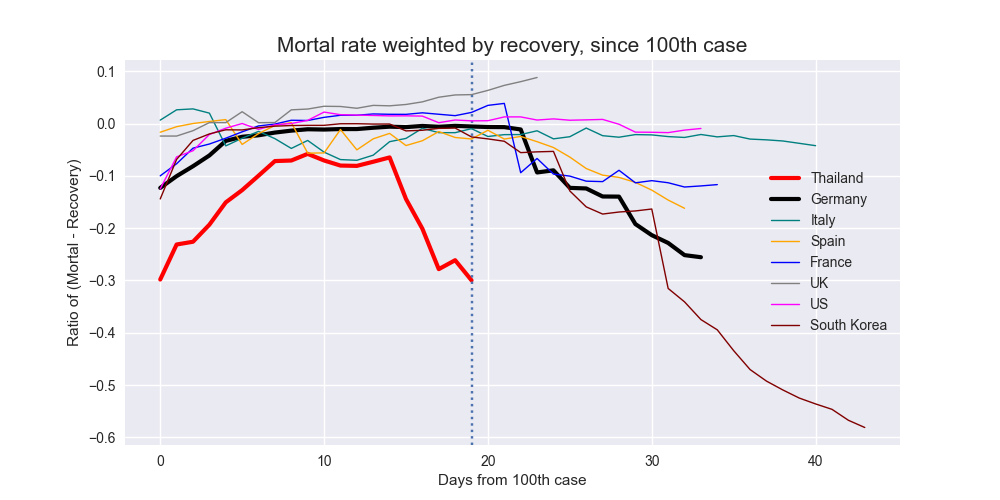 Mortal rate weighted by recovery, since 100th case
Ratio of (Mortal - Recovery)
0.1
0.0
−0.1
−0.2
−0.3
−0.4
−0.5
−0.6
Thailand
Germany
Italy
Spain
France
UK
US
South Korea
0 10 20 30 40
Days from 100th case